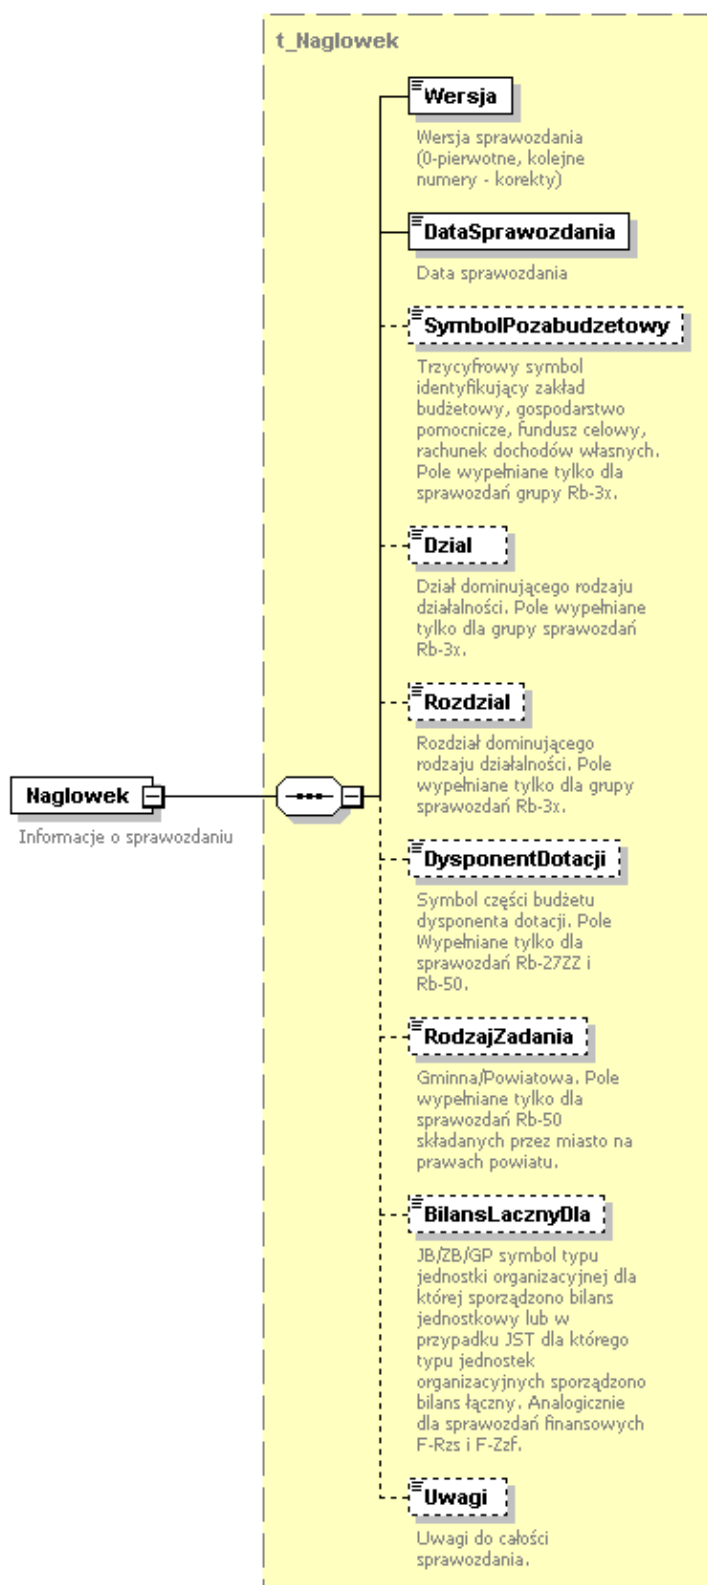 t_Naglowek
Wersja
Wersja sprawozdania
(0-pierwotne, kolejne
numery - korekty)
DataSprawozdania
Data sprawozdania
SymbolPozabudzetowy
Trzycyfrowy symbol
identyfikujący zakład
budżetowy, gospodarstwo
pomocnicze, fundusz celowy,
rachunek dochodów własnych.
Pole wypełniane tylko dla
sprawozdań grupy Rb-3x.
Dzial
Dział dominującego rodzaju
działalności. Pole wypełniane
tylko dla grupy sprawozdań
Rb-3x.
Rozdzial
Rozdział dominującego
rodzaju działalności. Pole
wypełniane tylko dla grupy
sprawozdań Rb-3x.
Naglowek
Informacje o sprawozdaniu
DysponentDotacji
Symbol części budżetu
dysponenta dotacji. Pole
Wypełniane tylko dla
sprawozdań Rb-27ZZ i
Rb-50.
RodzajZadania
Gminna/Powiatowa. Pole
wypełniane tylko dla
sprawozdań Rb-50
składanych przez miasto na
prawach powiatu.
BilansLacznyDla
JB/ZB/GP symbol typu
jednostki organizacyjnej dla
której sporządzono bilans
jednostkowy lub w
przypadku JST dla którego
typu jednostek
organizacyjnych sporządzono
bilans łączny. Analogicznie
dla sprawozdań finansowych
F-Rzs i F-Zzf.
Uwagi
Uwagi do całości
sprawozdania.